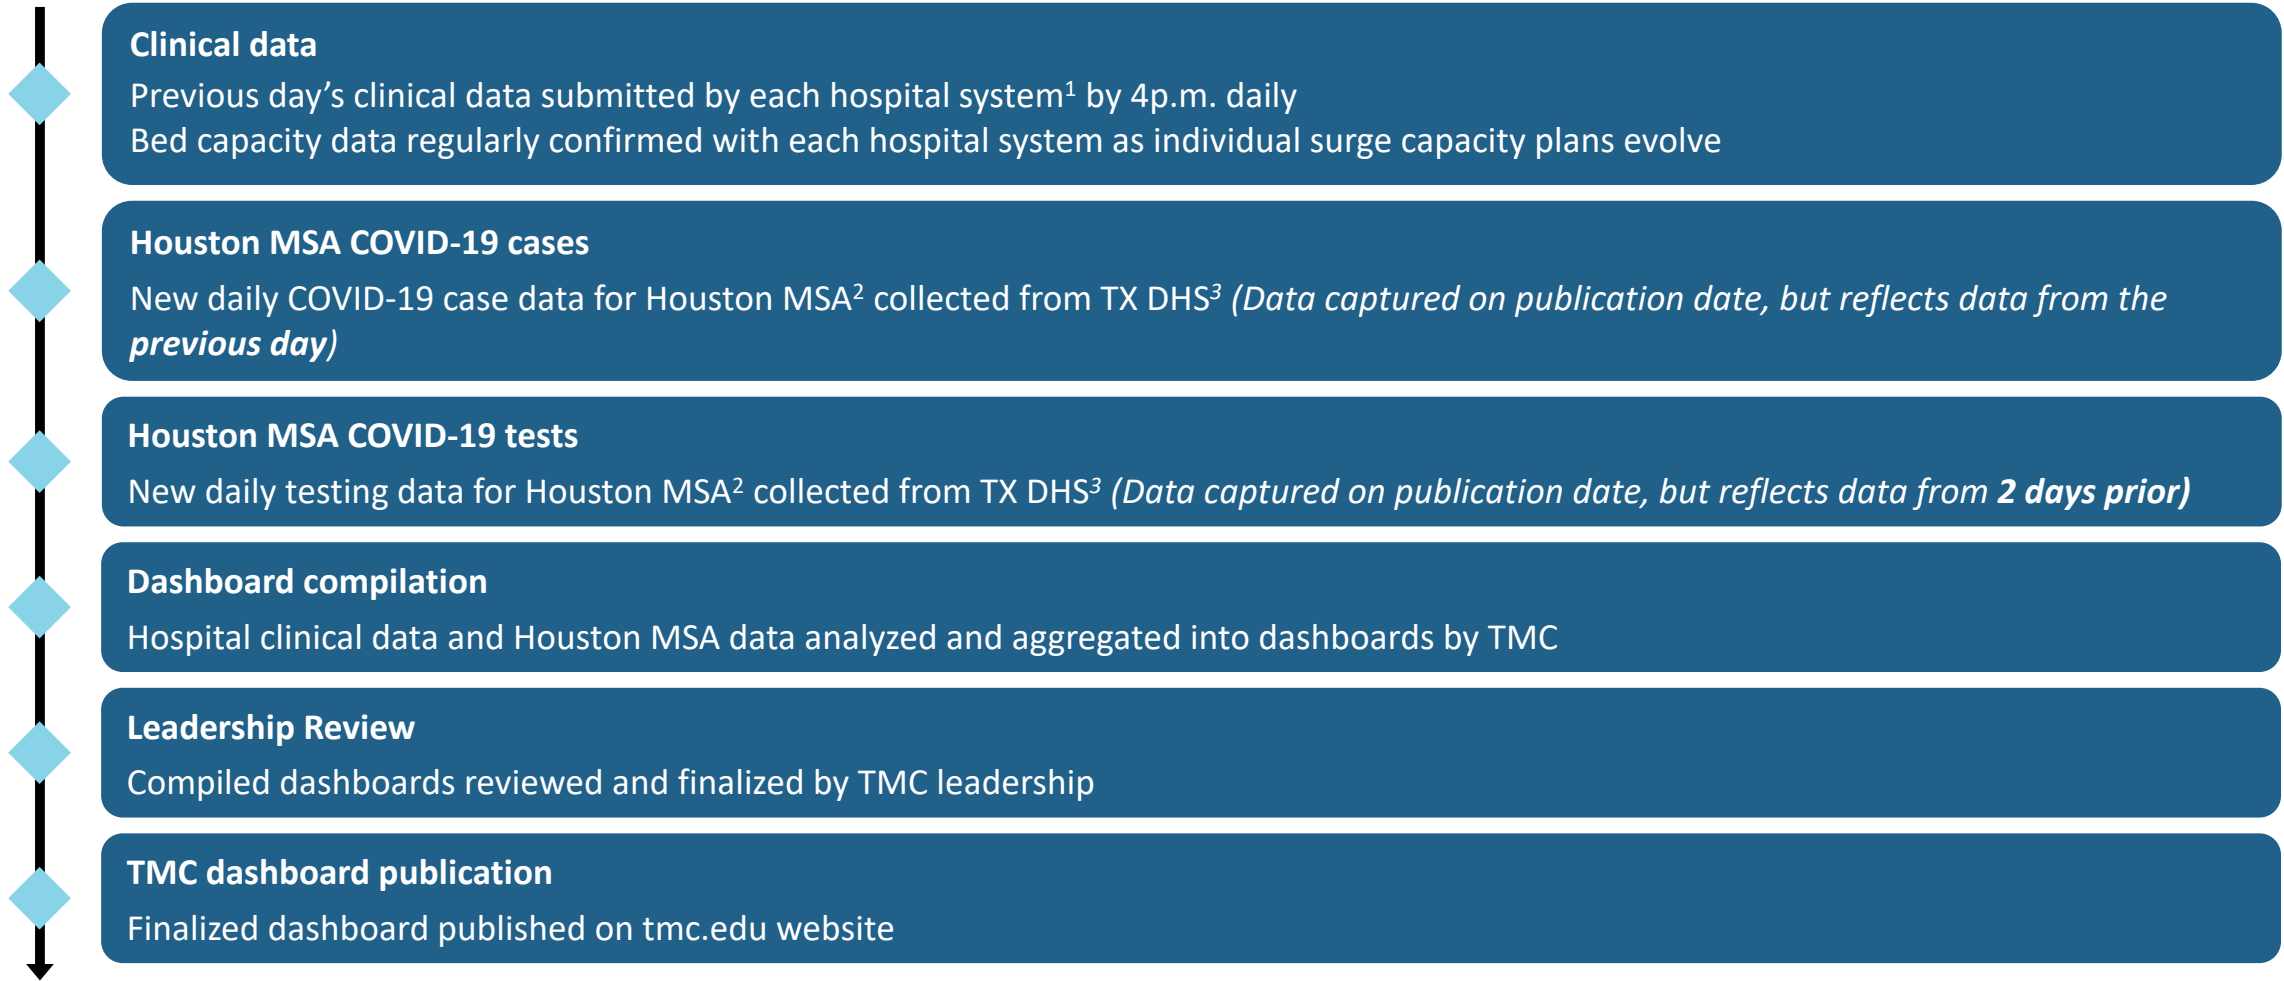 Clinical data
Previous day’s clinical data submitted by each hospital system¹ by 4p.m. daily
Bed capacity data regularly confirmed with each hospital system as individual surge capacity plans evolve
Houston MSA COVID-19 cases
New daily COVID-19 case data for Houston MSA² collected from TX DHS³ (Data captured on publication date, but reflects data from the
previous day)
Houston MSA COVID-19 tests
New daily testing data for Houston MSA² collected from TX DHS³ (Data captured on publication date, but reflects data from 2 days prior)
Dashboard compilation
Hospital clinical data and Houston MSA data analyzed and aggregated into dashboards by TMC
Leadership Review
Compiled dashboards reviewed and finalized by TMC leadership
TMC dashboard publication
Finalized dashboard published on tmc.edu website